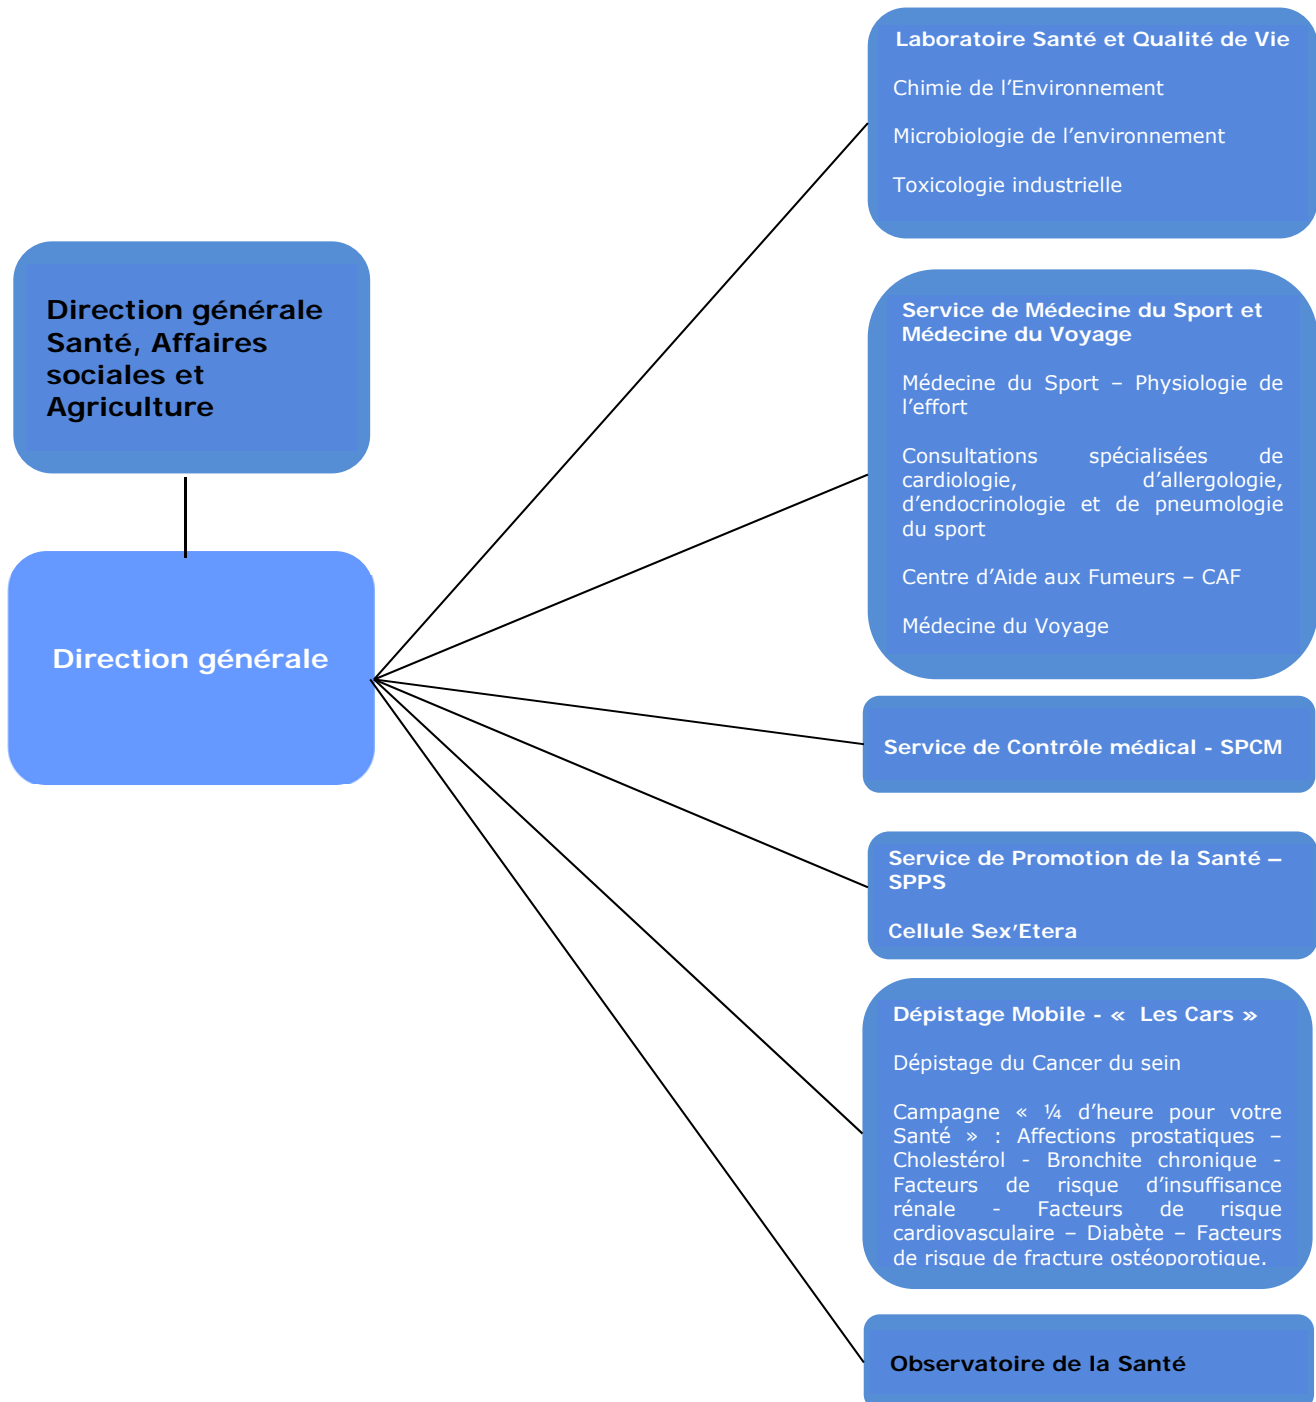 Direction générale
Santé, Affaires
sociales et
Agriculture
Direction générale
Laboratoire Santé et Qualité de Vie
Chimie de l’Environnement
Microbiologie de l’environnement
Toxicologie industrielle
Service de Médecine du Sport et
Médecine du Voyage
Médecine du Sport – Physiologie de
l’effort
Consultations spécialisées de
cardiologie, d’allergologie,
d’endocrinologie et de pneumologie
du sport
Centre d’Aide aux Fumeurs – CAF
Médecine du Voyage
Service de Contrôle médical - SPCM
Service de Promotion de la Santé –
SPPS
Cellule Sex’Etera
Dépistage Mobile - « Les Cars »
Dépistage du Cancer du sein
Campagne « ¼ d’heure pour votre
Santé » : Affections prostatiques –
Cholestérol - Bronchite chronique -
Facteurs de risque d’insuffisance
rénale - Facteurs de risque
cardiovasculaire – Diabète – Facteurs
de risque de fracture ostéoporotique.
Observatoire de la Santé